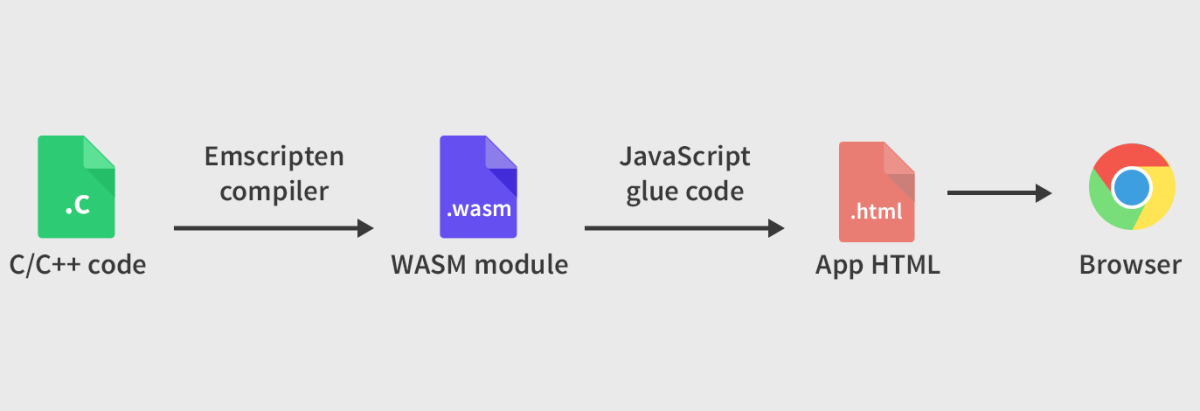 .c
C/C++ code
Emscripten
compiler
.wasm
WASM module
JavaScript
glue code
.html
App HTML
Browser